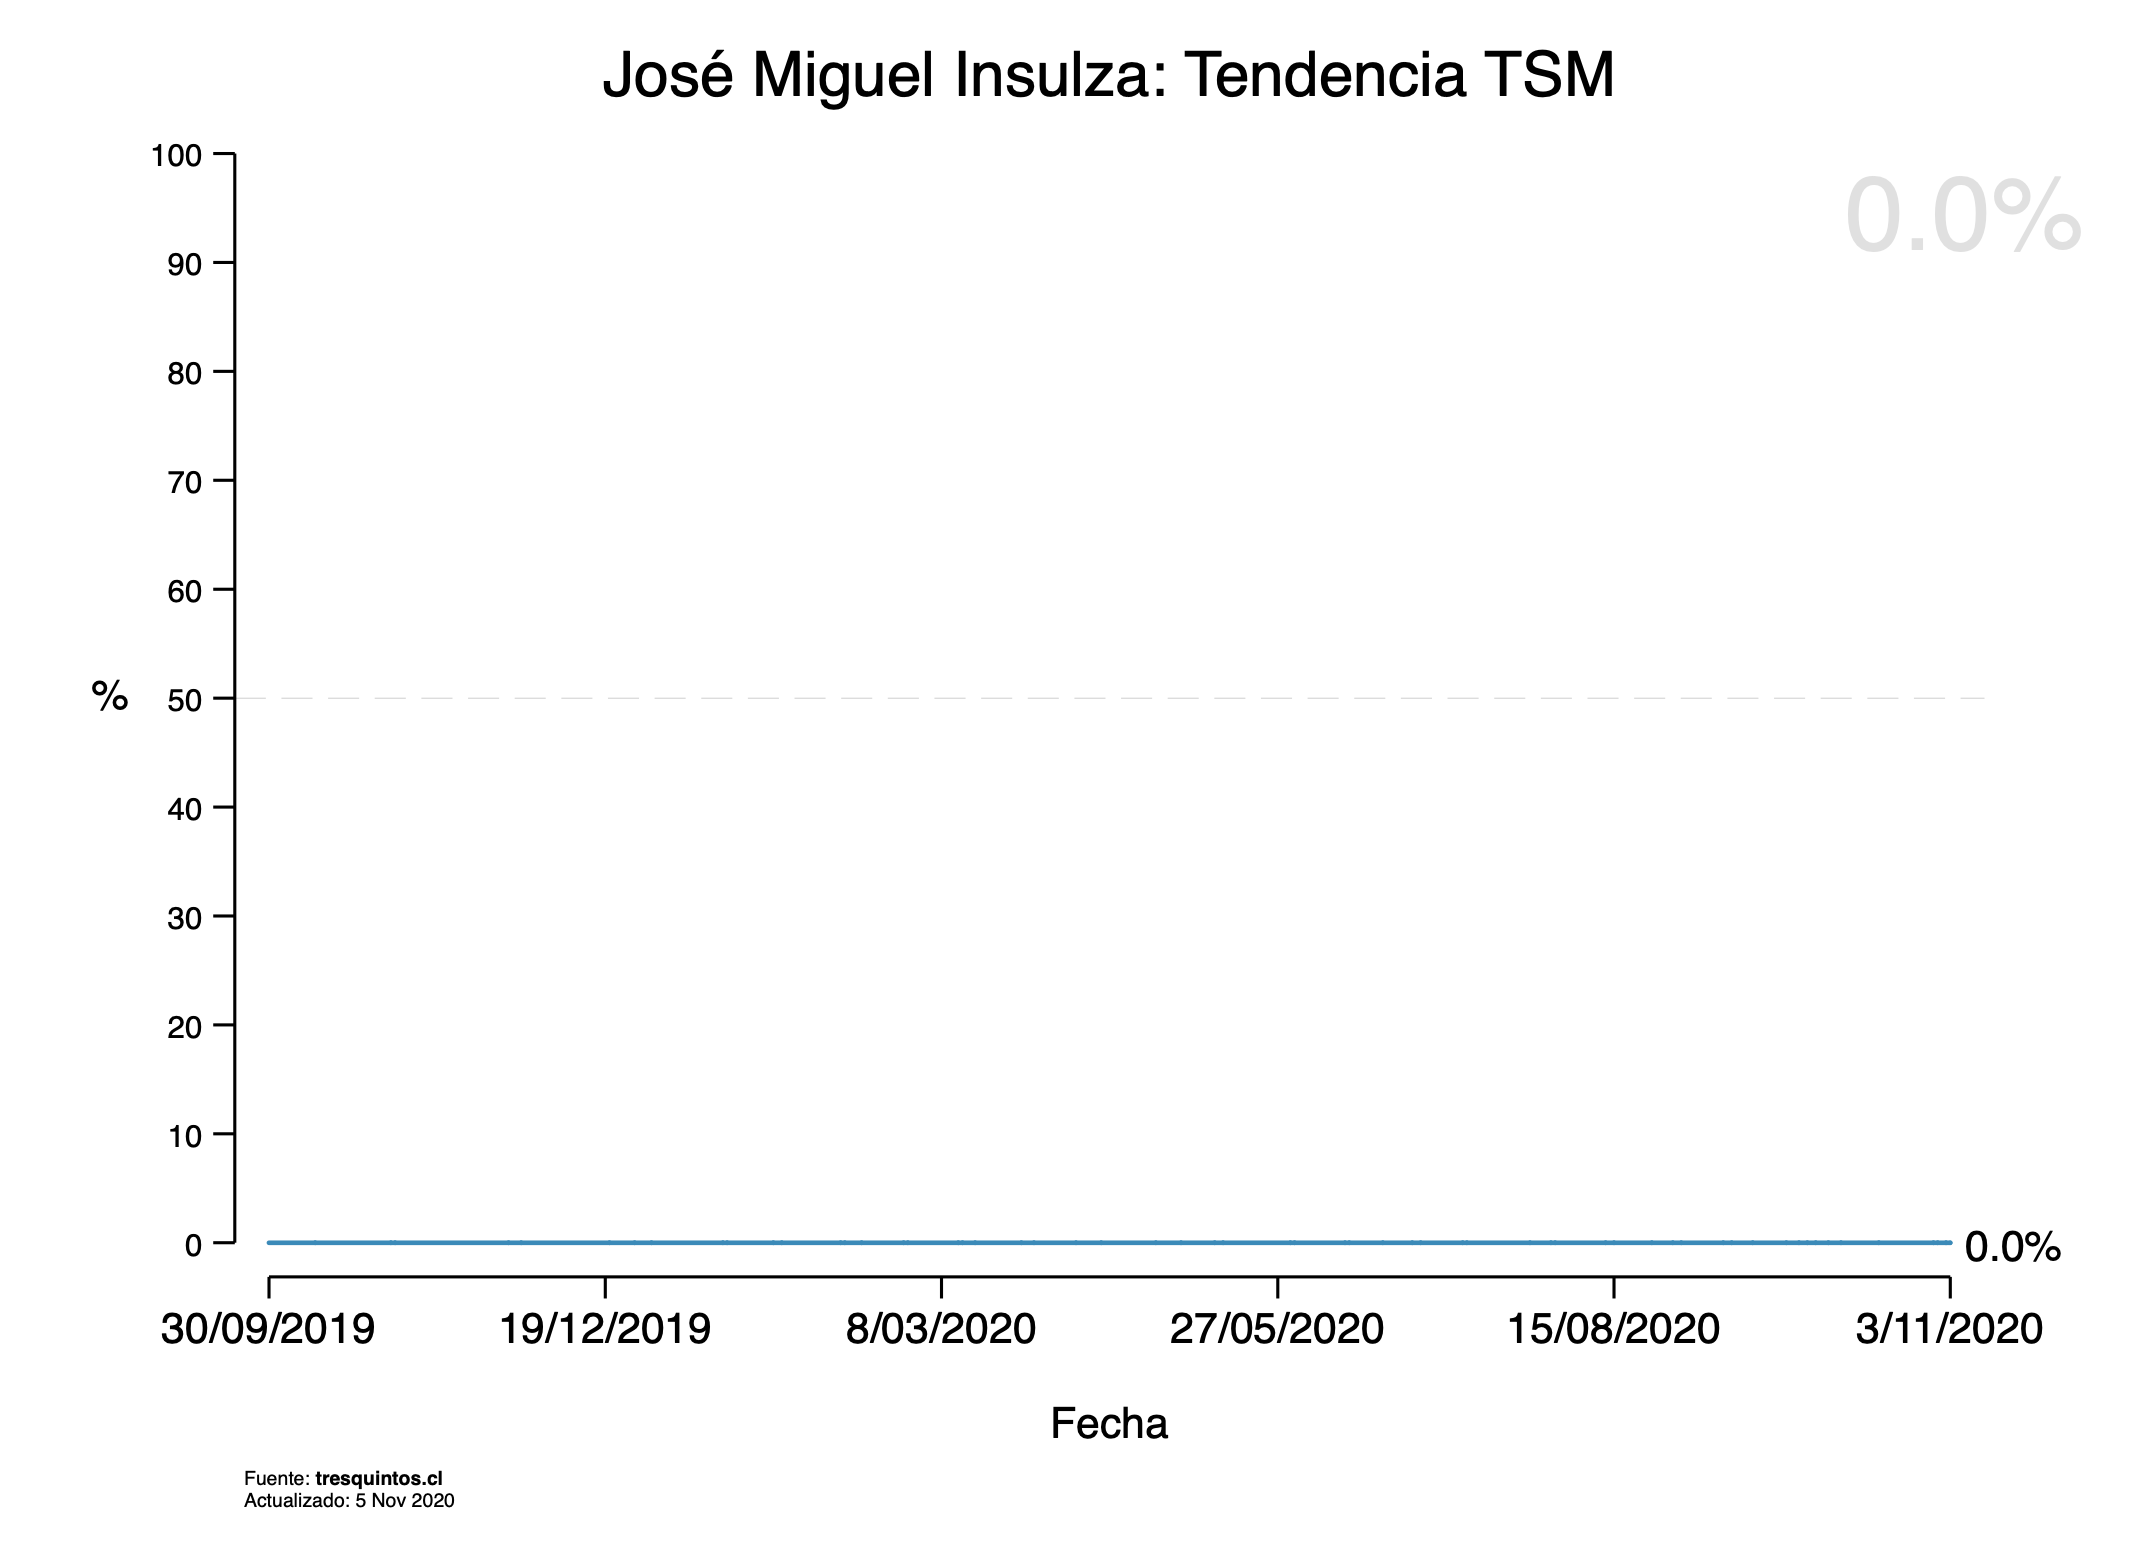 José Miguel Insulza: Tendencia TSM
0.0%
100
90
80
70
60
% 50
40
30
20
10
0
0.0%
30/09/2019 19/12/2019 8/03/2020 27/05/2020 15/08/2020 3/11/2020
Fecha
Fuente: tresquintos.cl
Actualizado: 5 Nov 2020